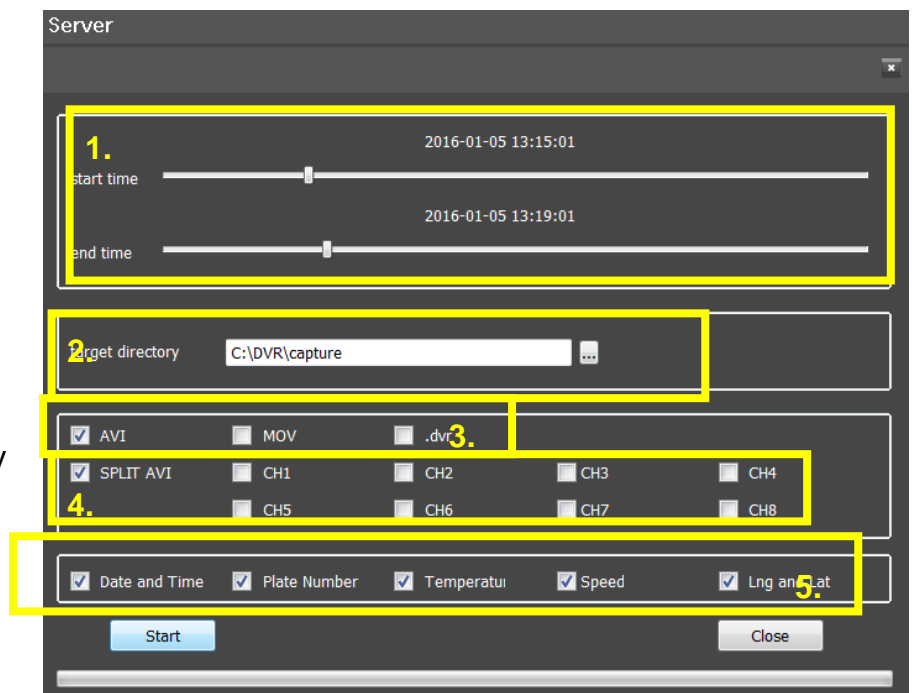 Server
1.
2016-01-05 13:15:01
start time
2016-01-05 13:19:01
end time
2.
target directory C:\DVR\capture ...
AVI MOV .dvr 3.
SPLIT AVI CH1 CH2 CH3 CH4
4. CH5 CH6 CH7 CH8
Date and Time Plate Number Temperatur Speed Lng and Lat
5.
Start Close